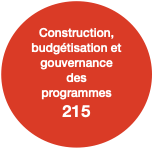 Construction,
budgétisation et
gouvernance
des
programmes
215